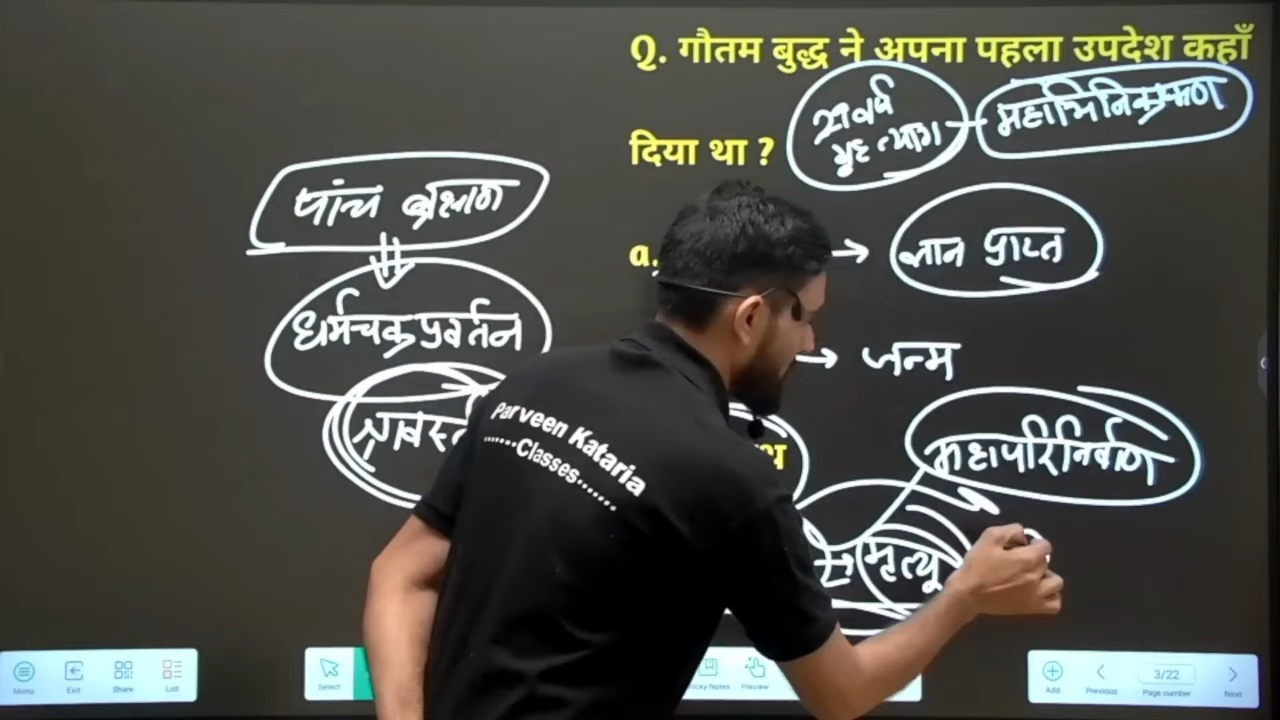 Q. गौतम बुद्ध ने अपना पहला उपदेश कहाँ
दिया था ?
गृह त्याग
महाभिनिष्क्रमण
पांच ब्राह्मण
a.
ज्ञान प्राप्त
धर्मचक्रप्रवर्तन
जन्म
महापरिनिर्वाण
मृत्यु
Parveen Kataria
.......Classes.......
Menu
Exit
Share
List
Select
Preview
Add
Previous
3/22
Page number
Next